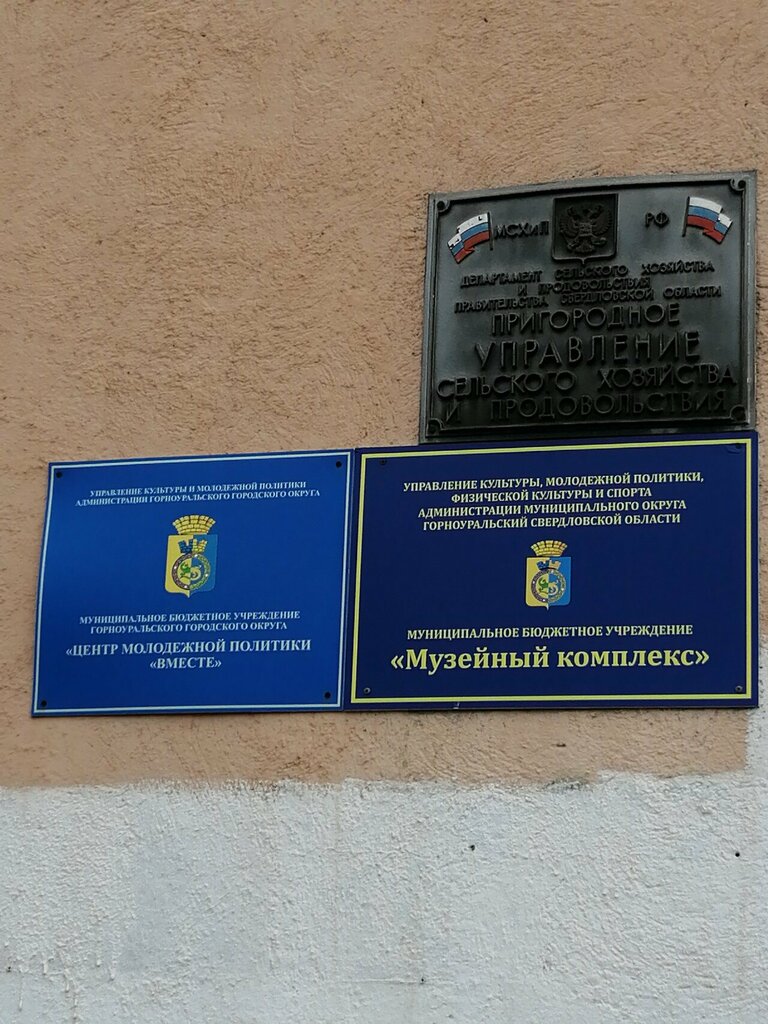 МСХиП РФ
ДЕПАРТАМЕНТ СЕЛЬСКОГО ХОЗЯЙСТВА
И ПРОДОВОЛЬСТВИЯ
ПРАВИТЕЛЬСТВА СВЕРДЛОВСКОЙ ОБЛАСТИ
ПРИГОРОДНОЕ
УПРАВЛЕНИЕ
СЕЛЬСКОГО ХОЗЯЙСТВА
И ПРОДОВОЛЬСТВИЯ
УПРАВЛЕНИЕ КУЛЬТУРЫ И МОЛОДЕЖНОЙ ПОЛИТИКИ
АДМИНИСТРАЦИИ ГОРНОУРАЛЬСКОГО ГОРОДСКОГО ОКРУГА
МУНИЦИПАЛЬНОЕ БЮДЖЕТНОЕ УЧРЕЖДЕНИЕ
ГОРНОУРАЛЬСКОГО ГОРОДСКОГО ОКРУГА
«ЦЕНТР МОЛОДЕЖНОЙ ПОЛИТИКИ
«ВМЕСТЕ»
УПРАВЛЕНИЕ КУЛЬТУРЫ, МОЛОДЕЖНОЙ ПОЛИТИКИ,
ФИЗИЧЕСКОЙ КУЛЬТУРЫ И СПОРТА
АДМИНИСТРАЦИИ МУНИЦИПАЛЬНОГО ОКРУГА
ГОРНОУРАЛЬСКИЙ СВЕРДЛОВСКОЙ ОБЛАСТИ
МУНИЦИПАЛЬНОЕ БЮДЖЕТНОЕ УЧРЕЖДЕНИЕ
«Музейный комплекс»